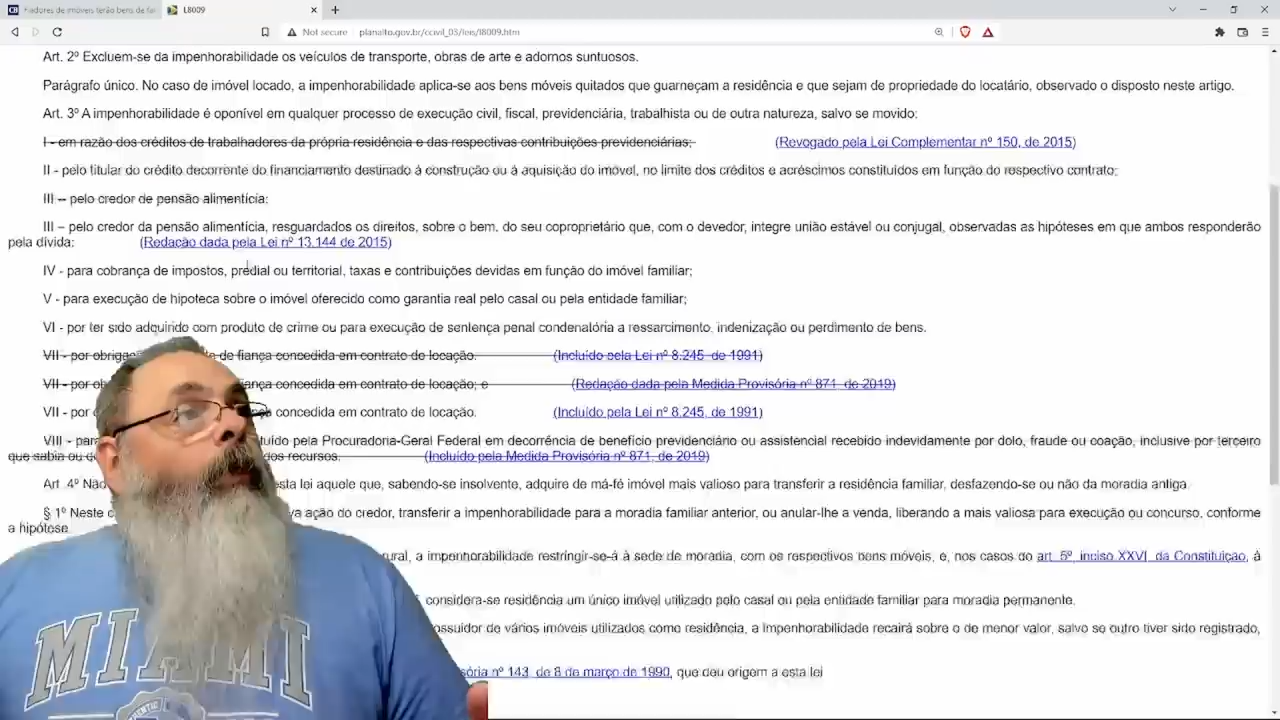 Fiadores de imóveis terão bens de fa
L8009
Not secure planalto.gov.br/ccivil_03/leis/l8009.htm
Art. 2º Excluem-se da impenhorabilidade os veículos de transporte, obras de arte e adornos suntuosos.
Parágrafo único. No caso de imóvel locado, a impenhorabilidade aplica-se aos bens móveis quitados que guarneçam a residência e que sejam de propriedade do locatário, observado o disposto neste artigo.
Art. 3º A impenhorabilidade é oponível em qualquer processo de execução civil, fiscal, previdenciária, trabalhista ou de outra natureza, salvo se movido:
I - em razão dos créditos de trabalhadores da própria residência e das respectivas contribuições previdenciárias; (Revogado pela Lei Complementar nº 150, de 2015)
II - pelo titular do crédito decorrente do financiamento destinado à construção ou à aquisição do imóvel, no limite dos créditos e acréscimos constituídos em função do respectivo contrato;
III -- pelo credor de pensão alimentícia;
III – pelo credor da pensão alimentícia, resguardados os direitos, sobre o bem, do seu coproprietário que, com o devedor, integre união estável ou conjugal, observadas as hipóteses em que ambos responderão
pela dívida; (Redação dada pela Lei nº 13.144 de 2015)
IV - para cobrança de impostos, predial ou territorial, taxas e contribuições devidas em função do imóvel familiar;
V - para execução de hipoteca sobre o imóvel oferecido como garantia real pelo casal ou pela entidade familiar;
VI - por ter sido adquirido com produto de crime ou para execução de sentença penal condenatória a ressarcimento, indenização ou perdimento de bens.
VII - por obrig de fiança concedida em contrato de locação. (Incluído pela Lei nº 8.245, de 1991)
VII - por ob iança concedida em contrato de locação; e (Redação dada pela Medida Provisória nº 871, de 2019)
VII - por concedida em contrato de locação. (Incluído pela Lei nº 8.245, de 1991)
VIII - para tuído pela Procuradoria-Geral Federal em decorrência de benefício previdenciário ou assistencial recebido indevidamente por dolo, fraude ou coação, inclusive por terceiro
que sabia ou dos recursos. (Incluído pela Medida Provisória nº 871, de 2019)
Art. 4º Não esta lei aquele que, sabendo-se insolvente, adquire de má-fé imóvel mais valioso para transferir a residência familiar, desfazendo-se ou não da moradia antiga.
§ 1º Neste va ação do credor, transferir a impenhorabilidade para a moradia familiar anterior, ou anular-lhe a venda, liberando a mais valiosa para execução ou concurso, conforme
a hipótese.
rural, a impenhorabilidade restringir-se-á à sede de moradia, com os respectivos bens móveis, e, nos casos do art. 5º, inciso XXVI, da Constituição, à
considera-se residência um único imóvel utilizado pelo casal ou pela entidade familiar para moradia permanente.
ossuidor de vários imóveis utilizados como residência, a impenhorabilidade recairá sobre o de menor valor, salvo se outro tiver sido registrado,
sória nº 143, de 8 de março de 1990, que deu origem a esta lei
MIAMI